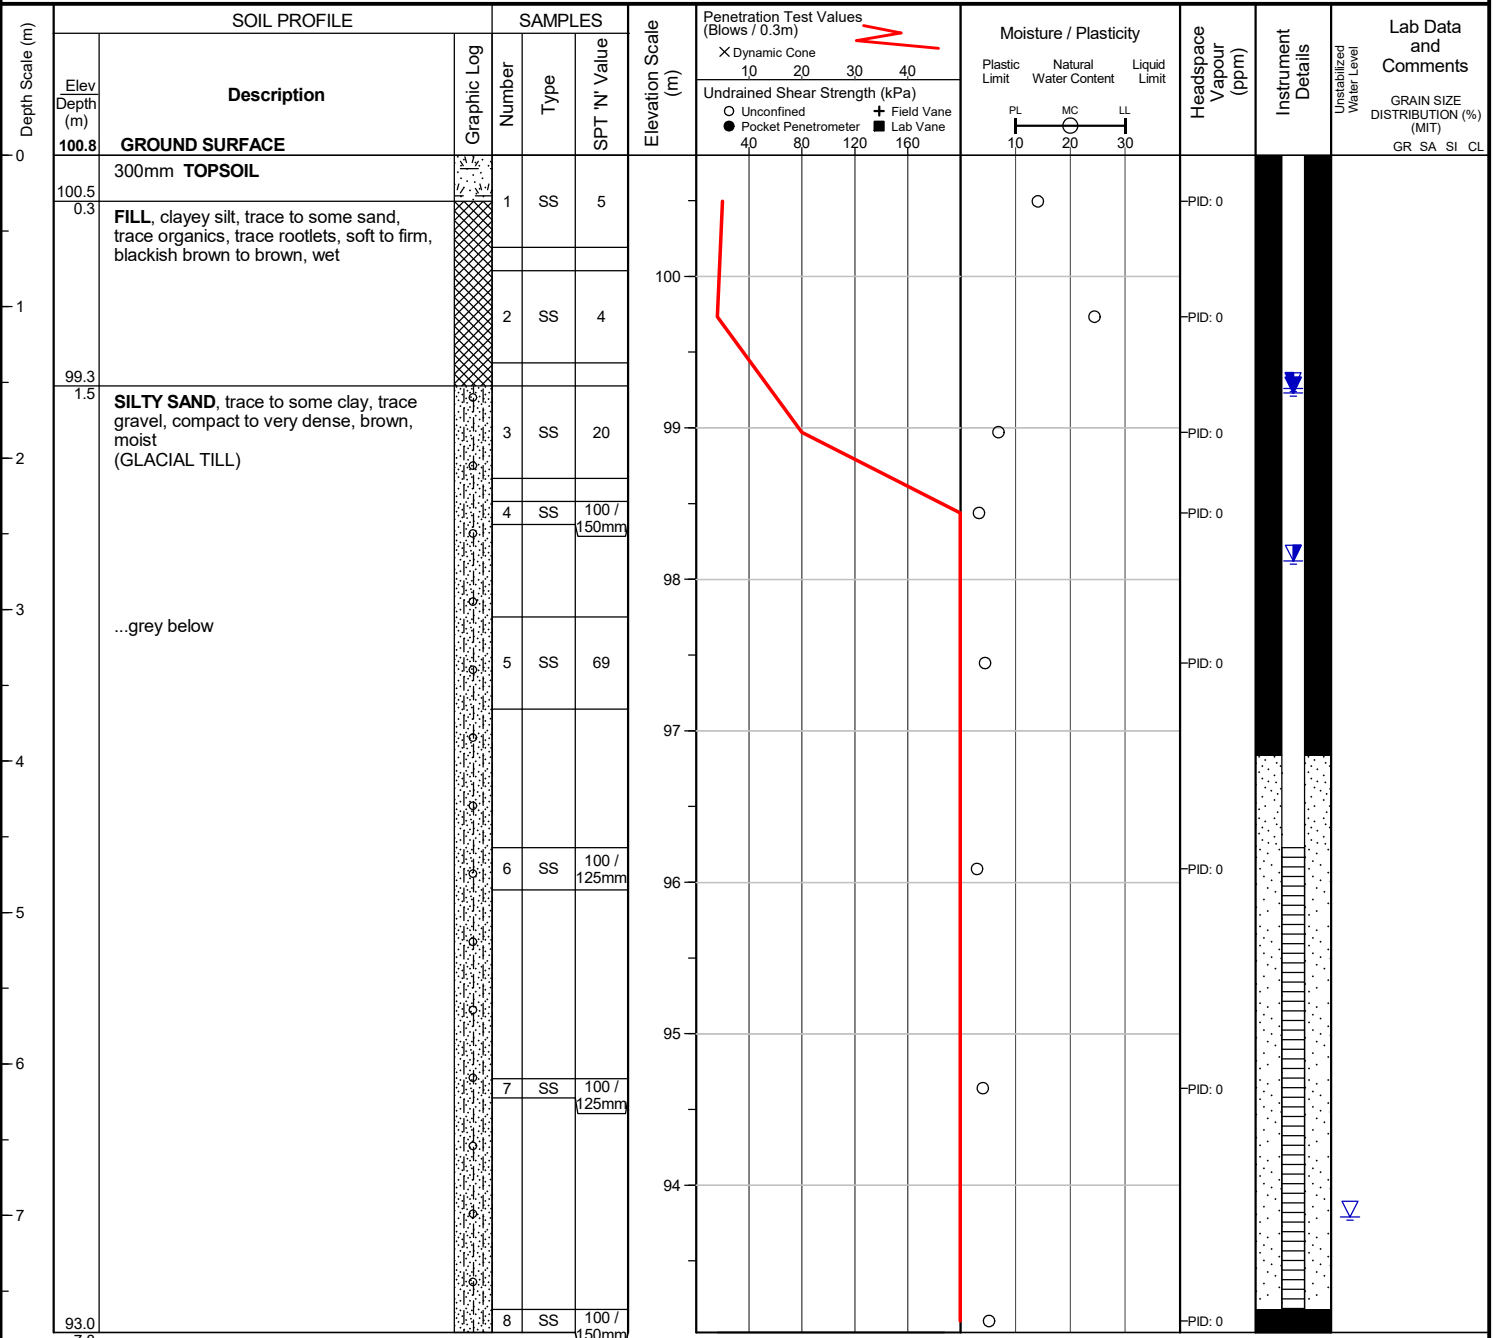 SOIL PROFILE
SAMPLES
Depth Scale (m)
Elev
Depth
(m)
Description
Graphic Log
Number
Type
SPT 'N' Value
Elevation Scale
(m)
Penetration Test Values
(Blows / 0.3m)
Dynamic Cone
10 20 30 40
Undrained Shear Strength (kPa)
Unconfined
Field Vane
Pocket Penetrometer
Lab Vane
40 80 120 160
Moisture / Plasticity
Plastic
Limit
Natural
Water Content
Liquid
Limit
PL MC LL
10 20 30
Headspace
Vapour
(ppm)
Instrument
Details
Unstabilized
Water Level
Lab Data
and
Comments
GRAIN SIZE
DISTRIBUTION (%)
(MIT)
GR SA SI CL
100.8 GROUND SURFACE
0
300mm TOPSOIL
100.5
0.3
FILL, clayey silt, trace to some sand,
trace organics, trace rootlets, soft to firm,
blackish brown to brown, wet
1 SS 5
PID: 0
100
1
2 SS 4
PID: 0
99.3
1.5
SILTY SAND, trace to some clay, trace
gravel, compact to very dense, brown,
moist
(GLACIAL TILL)
3 SS 20
99
PID: 0
2
4 SS 100 /
150mm
PID: 0
98
3
...grey below
5 SS 69
PID: 0
97
4
6 SS 100 /
125mm
PID: 0
96
5
95
6
7 SS 100 /
125mm
PID: 0
94
7
93.0
8 SS 100 /
150mm
PID: 0